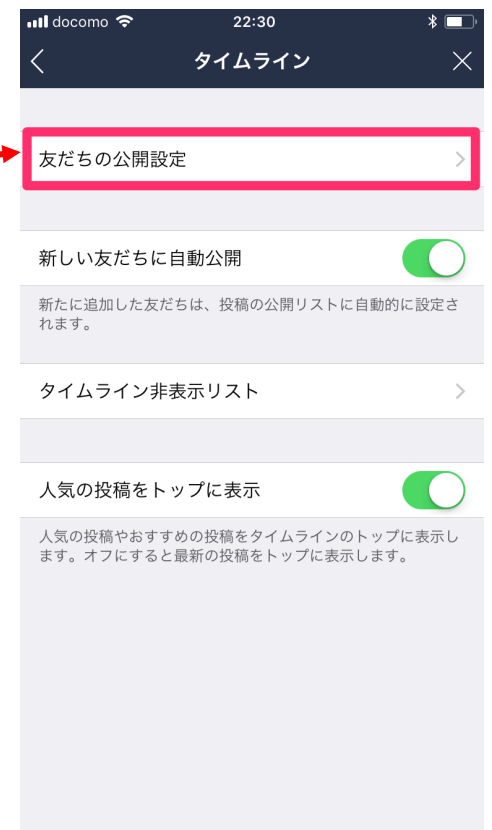 docomo 22:30
タイムライン
友だちの公開設定
新しい友だちに自動公開
新たに追加した友だちは、投稿の公開リストに自動的に設定さ
れます。
タイムライン非表示リスト
人気の投稿をトップに表示
人気の投稿やおすすめの投稿をタイムラインのトップに表示し
ます。オフにすると最新の投稿をトップに表示します。